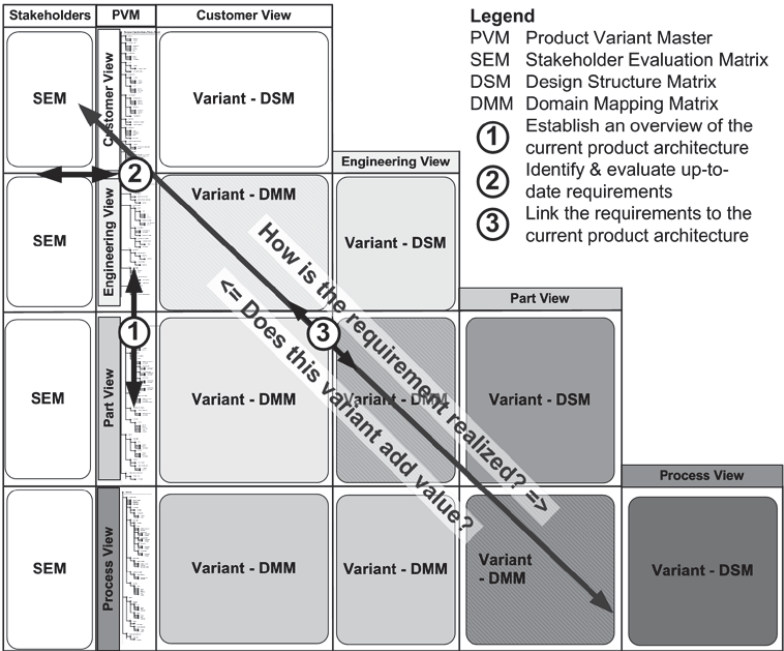 Stakeholders
PVM
Customer View
Legend
PVM Product Variant Master
SEM Stakeholder Evaluation Matrix
DSM Design Structure Matrix
DMM Domain Mapping Matrix
1 Establish an overview of the
current product architecture
2 Identify & evaluate up-to-
date requirements
3 Link the requirements to the
current product architecture
SEM
Customer View
Variant - DSM
Engineering View
2
SEM
Engineering View
Variant - DMM
Variant - DSM
How is the requirement realized? =>
<= Does this variant add value?
Part View
1
3
SEM
Part View
Variant - DMM
Variant - DMM
Variant - DSM
Process View
SEM
Process View
Variant - DMM
Variant - DMM
Variant
- DMM
Variant - DSM